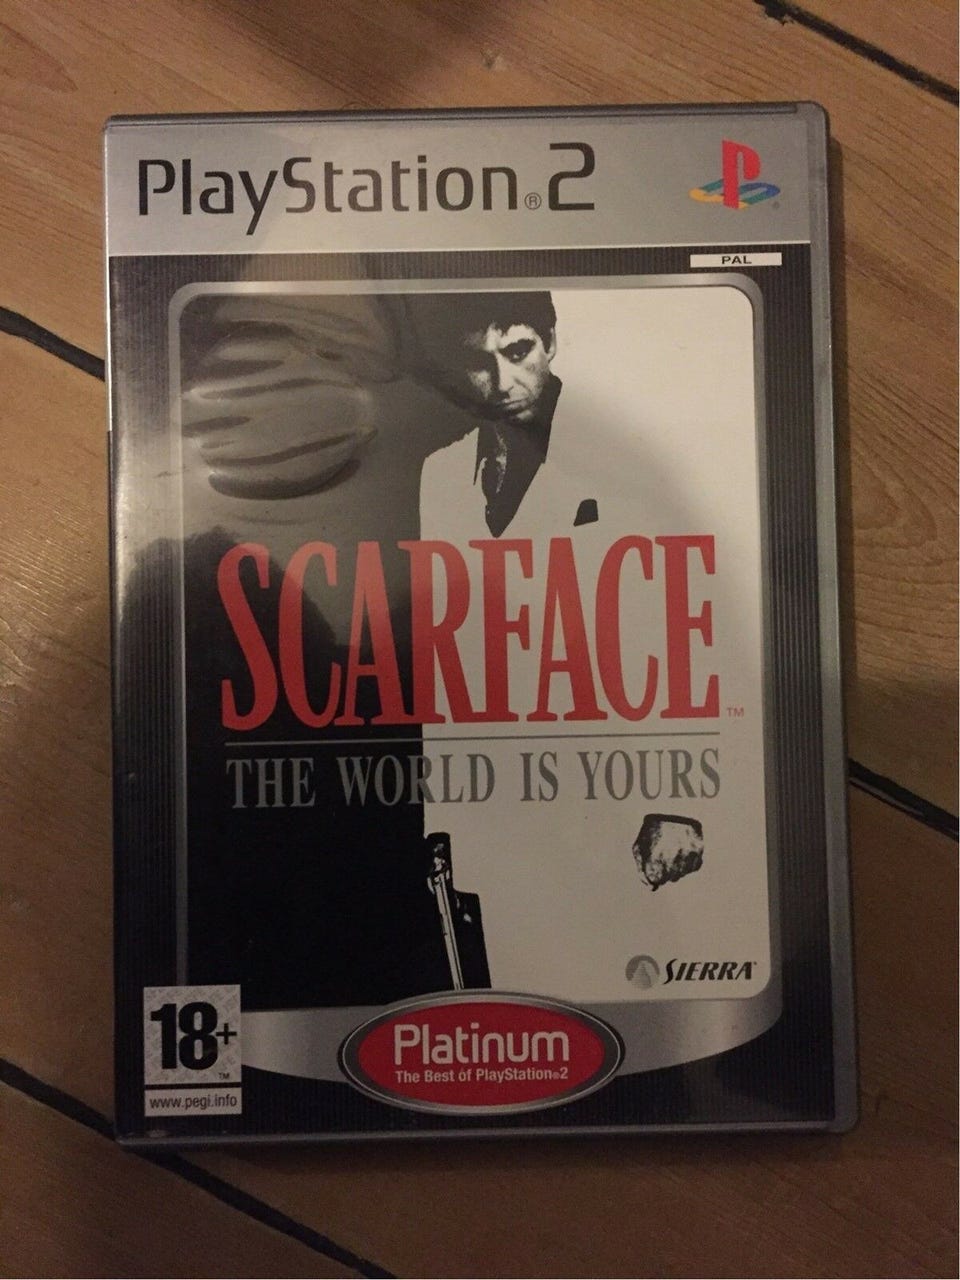 PlayStation®2
PAL
SCARFACE™
THE WORLD IS YOURS
SIERRA
18+™
www.pegi.info
Platinum
The Best of PlayStation®2